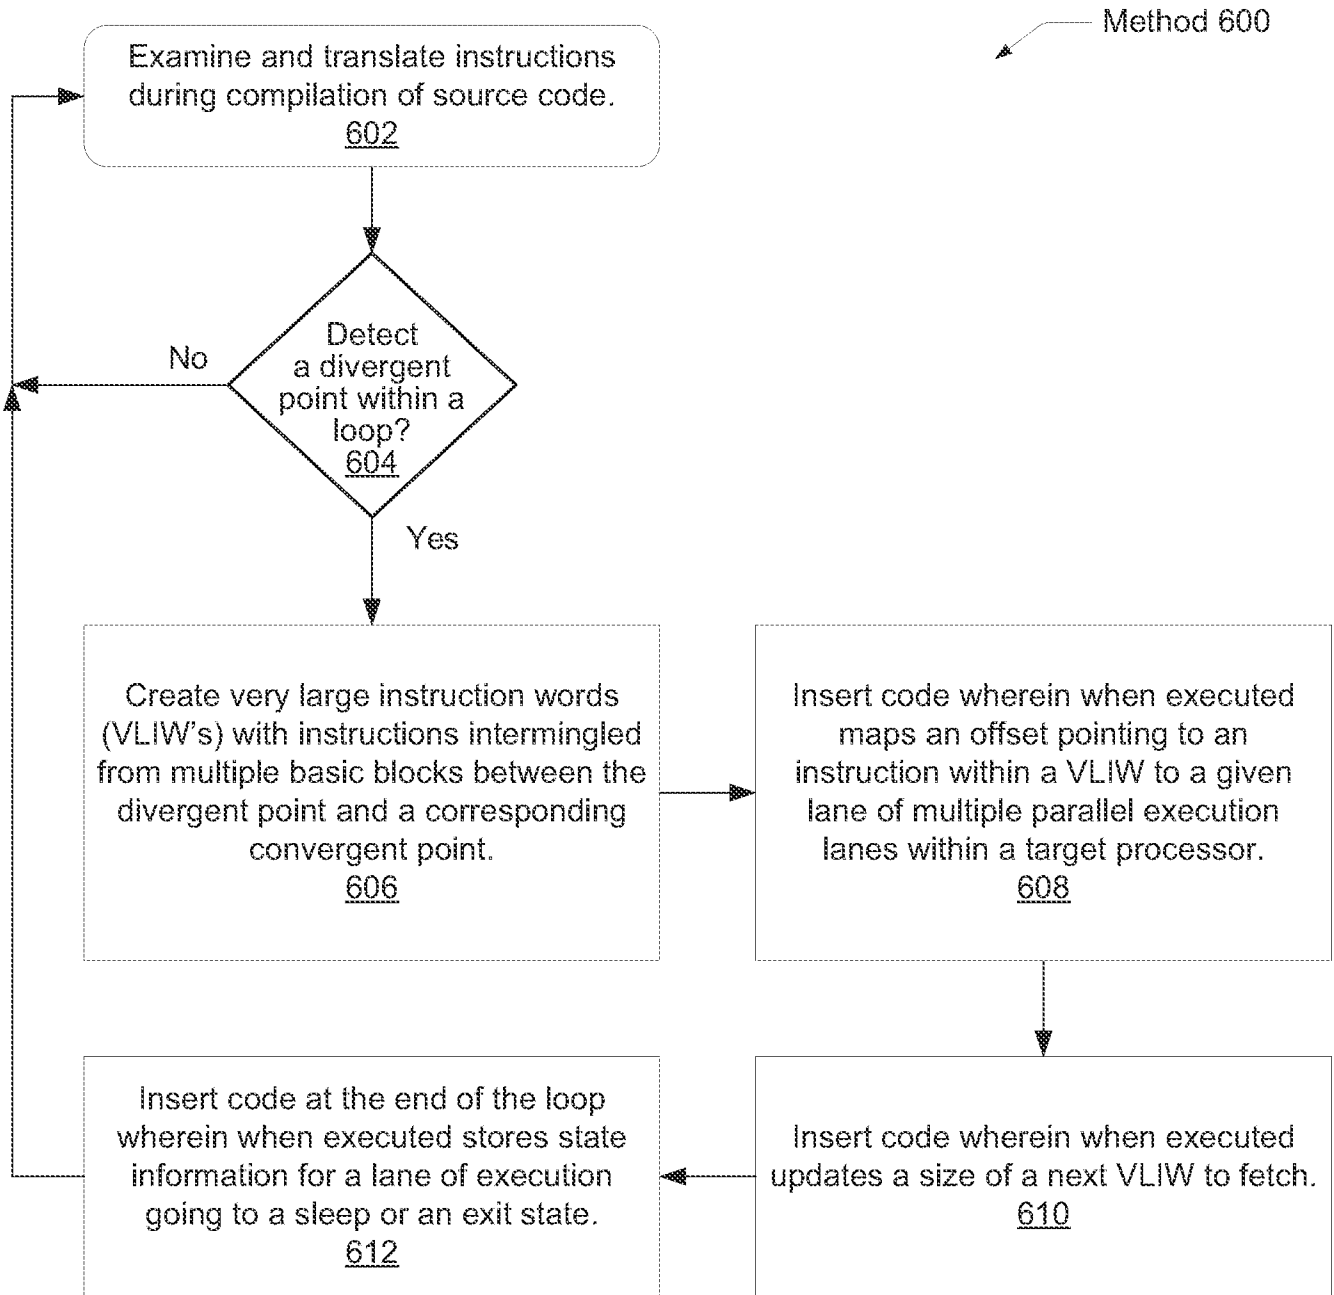 Method 600
Examine and translate instructions
during compilation of source code.
602
Detect
a divergent
point within a
loop?
604
No
Yes
Create very large instruction words
(VLIW's) with instructions intermingled
from multiple basic blocks between the
divergent point and a corresponding
convergent point.
606
Insert code wherein when executed
maps an offset pointing to an
instruction within a VLIW to a given
lane of multiple parallel execution
lanes within a target processor.
608
Insert code wherein when executed
updates a size of a next VLIW to fetch.
610
Insert code at the end of the loop
wherein when executed stores state
information for a lane of execution
going to a sleep or an exit state.
612